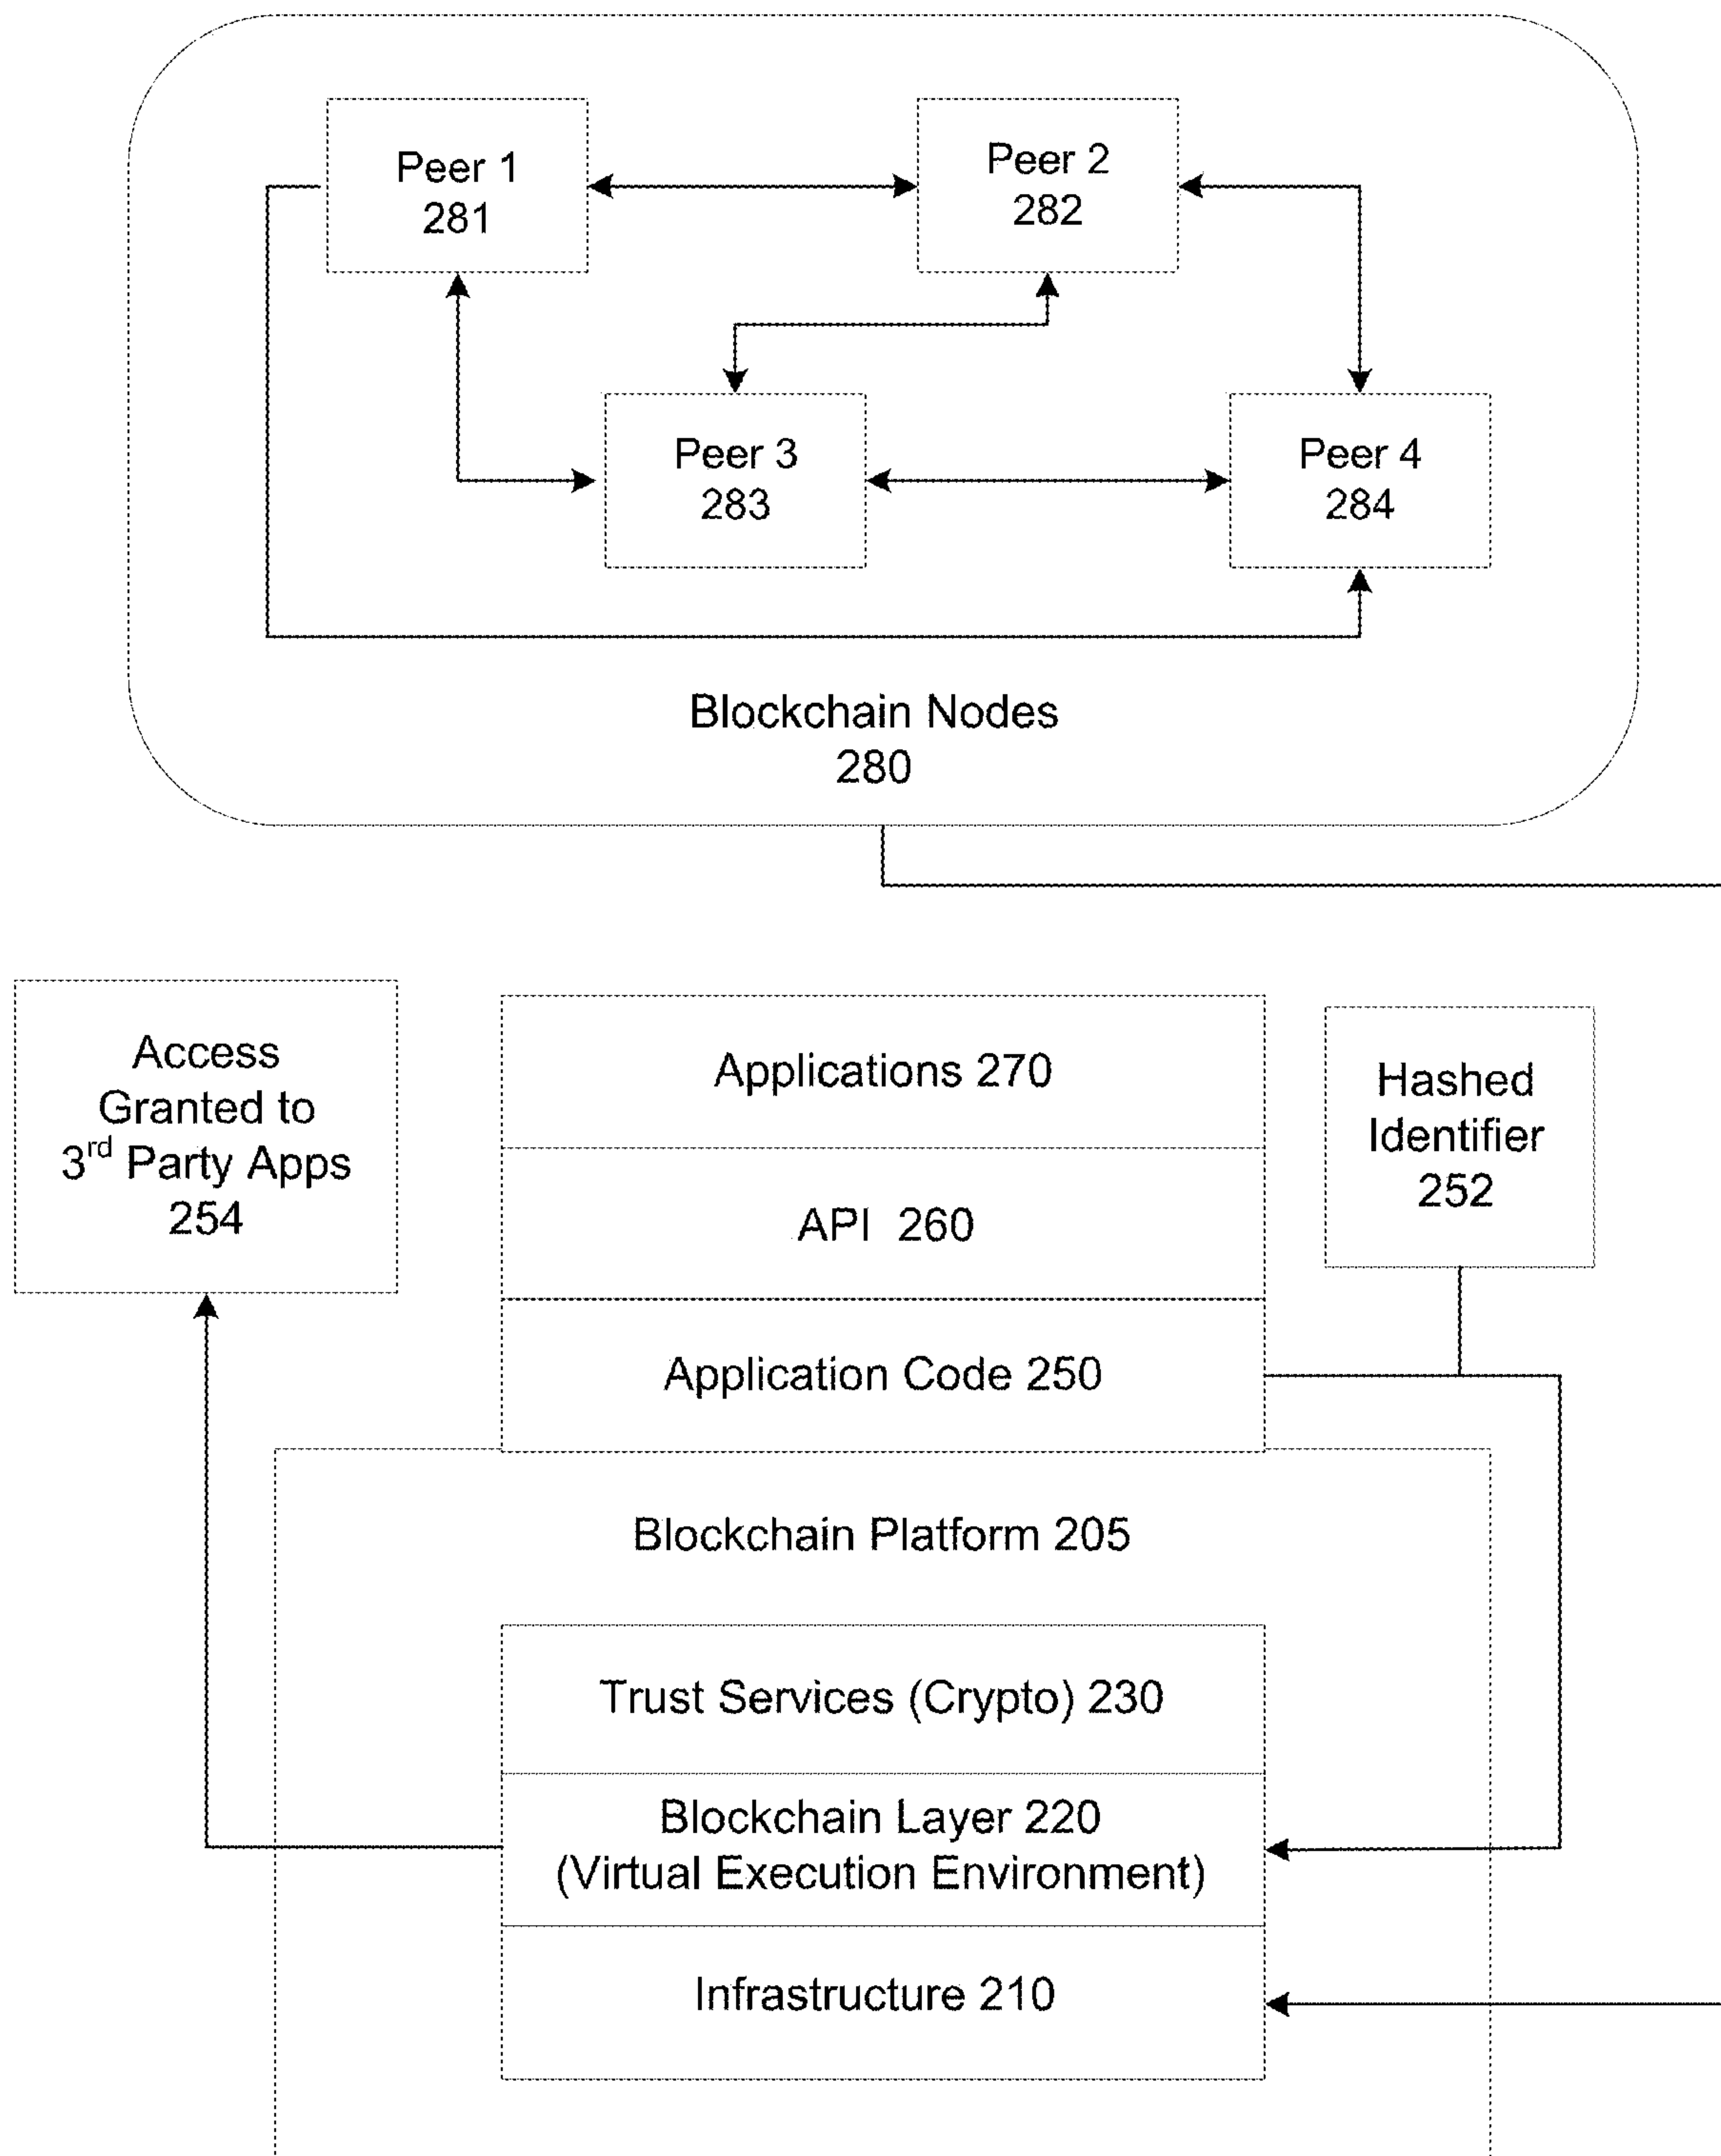 Peer 1
281
Peer 2
282
Peer 3
283
Peer 4
284
Blockchain Nodes
280
Access
Granted to
3rd Party Apps
254
Applications 270
API 260
Application Code 250
Hashed
Identifier
252
Blockchain Platform 205
Trust Services (Crypto) 230
Blockchain Layer 220
(Virtual Execution Environment)
Infrastructure 210